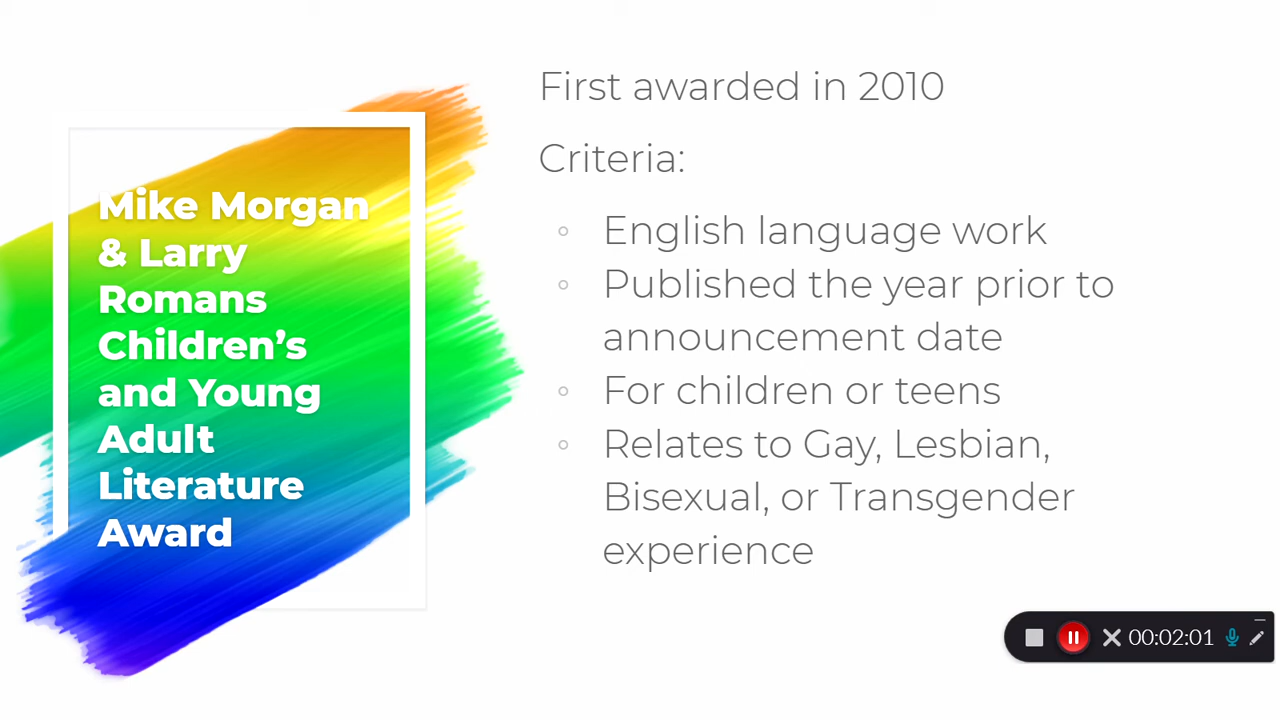 Mike Morgan
& Larry
Romans
Children’s
and Young
Adult
Literature
Award
First awarded in 2010
Criteria:
English language work
Published the year prior to
announcement date
For children or teens
Relates to Gay, Lesbian,
Bisexual, or Transgender
experience
00:02:01